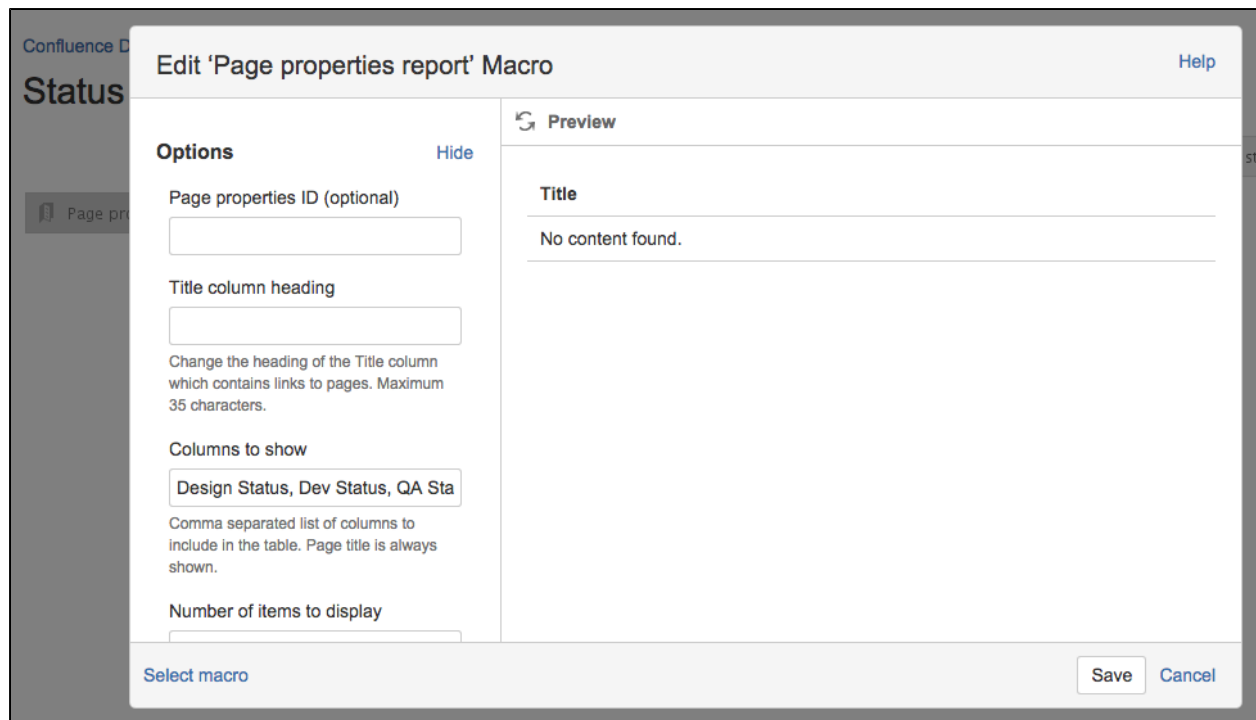 Confluence
Status
Page
st
Edit ‘Page properties report’ Macro
Help
Options
Hide
Page properties ID (optional)
Title column heading
Change the heading of the Title column
which contains links to pages. Maximum
35 characters.
Columns to show
Design Status, Dev Status, QA Sta
Comma separated list of columns to
include in the table. Page title is always
shown.
Number of items to display
Preview
Title
No content found.
Select macro
Save
Cancel